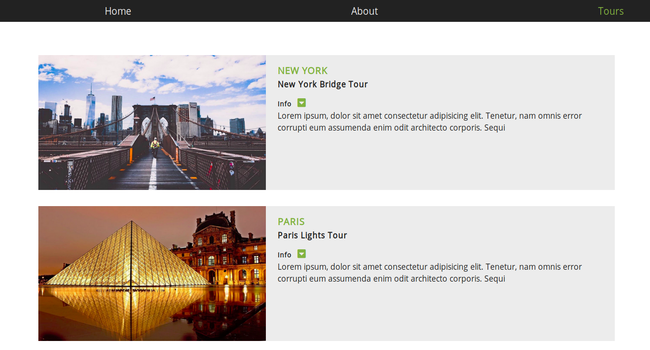 Home About Tours
NEW YORK
New York Bridge Tour
Info
Lorem ipsum, dolor sit amet consectetur adipisicing elit. Tenetur, nam omnis error
corrupti eum assumenda enim odit architecto corporis. Sequi
PARIS
Paris Lights Tour
Info
Lorem ipsum, dolor sit amet consectetur adipisicing elit. Tenetur, nam omnis error
corrupti eum assumenda enim odit architecto corporis. Sequi